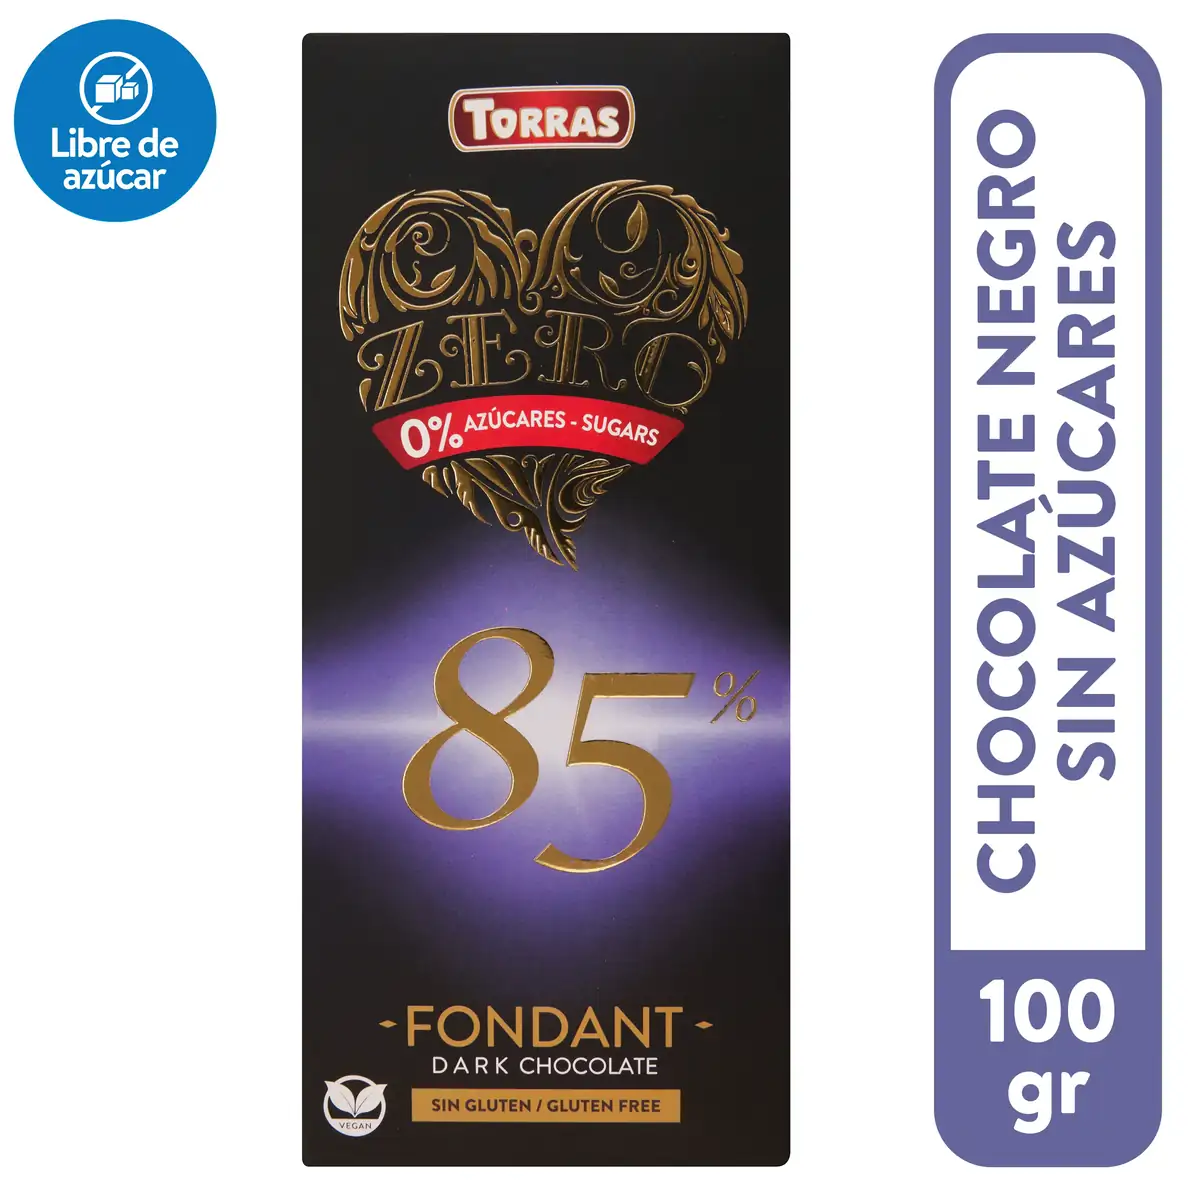 Libre de
azúcar
TORRAS
ZERO
0% AZÚCARES - SUGARS
85%
- FONDANT -
DARK CHOCOLATE
SIN GLUTEN / GLUTEN FREE
VEGAN
CHOCOLATE NEGRO
SIN AZÚCARES
100
gr